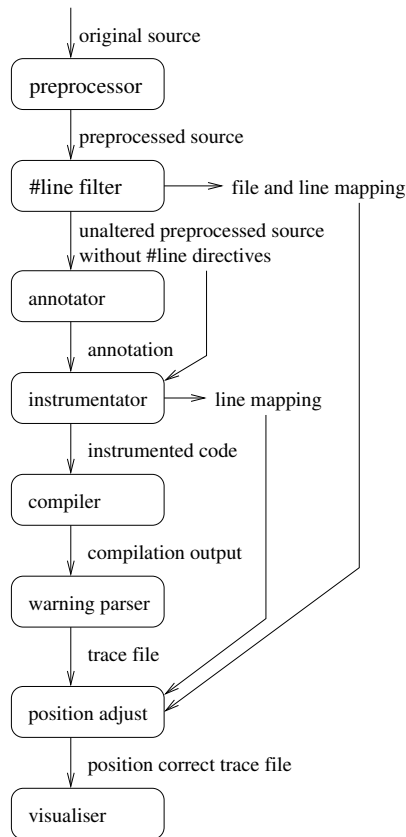 original source
preprocessor
preprocessed source
#line filter
file and line mapping
unaltered preprocessed source
without #line directives
annotator
annotation
instrumentator
line mapping
instrumented code
compiler
compilation output
warning parser
trace file
position adjust
position correct trace file
visualiser